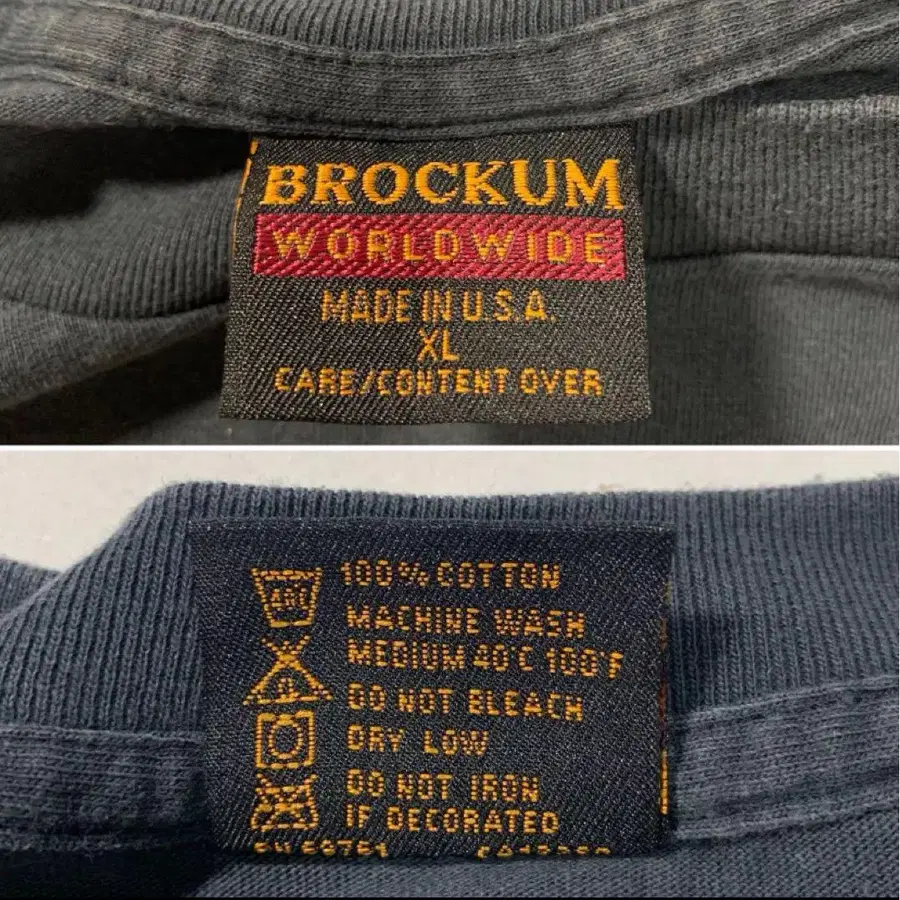 BROCKUM
WORLDWIDE
MADE IN U.S.A.
XL
CARE/CONTENT OVER
100% COTTON
MACHINE WASH
MEDIUM 40°C 100°F
DO NOT BLEACH
DRY LOW
DO NOT IRON
IF DECORATED